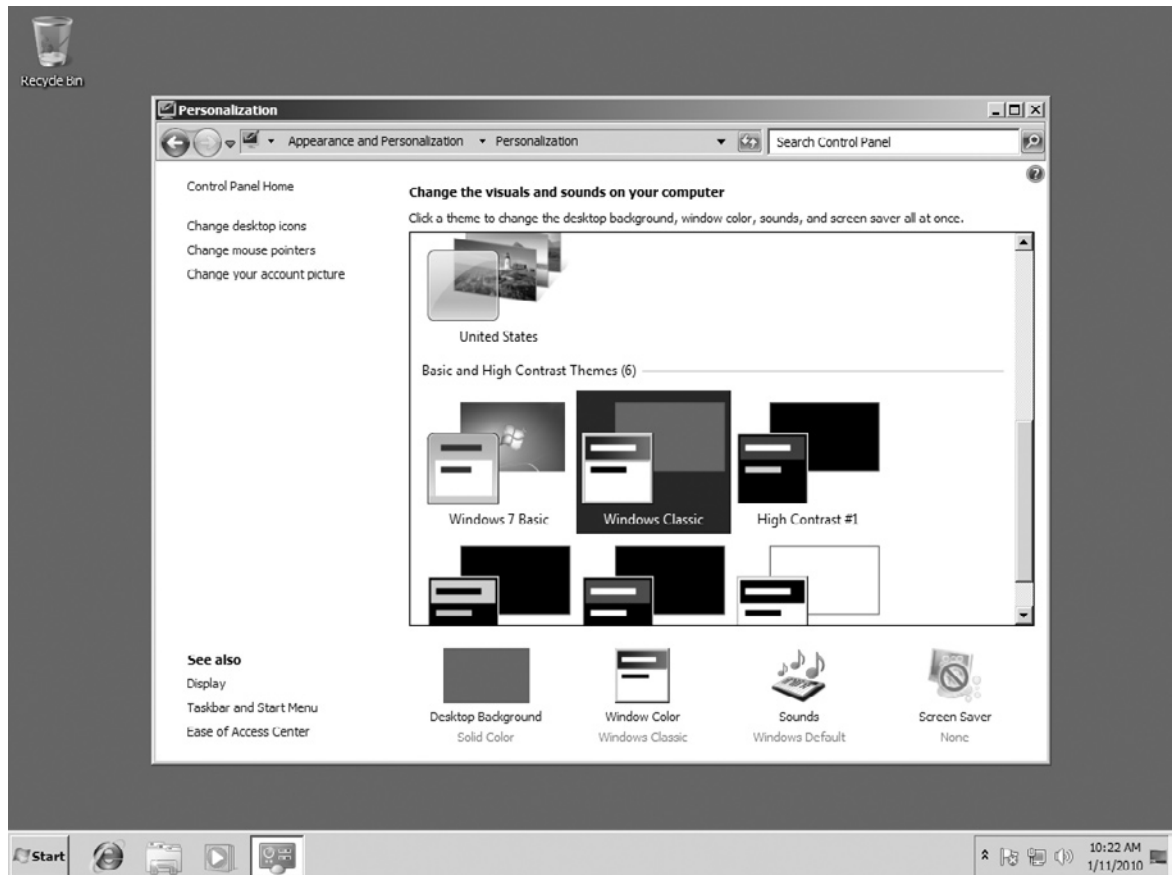 Recycle Bin
Personalization
Appearance and Personalization Personalization
Search Control Panel
Control Panel Home
Change desktop icons
Change mouse pointers
Change your account picture
See also
Display
Taskbar and Start Menu
Ease of Access Center
Change the visuals and sounds on your computer
Click a theme to change the desktop background, window color, sounds, and screen saver all at once.
United States
Basic and High Contrast Themes (6)
Windows 7 Basic
Windows Classic
High Contrast #1
Desktop Background
Solid Color
Window Color
Windows Classic
Sounds
Windows Default
Screen Saver
None
Start
10:22 AM
1/11/2010